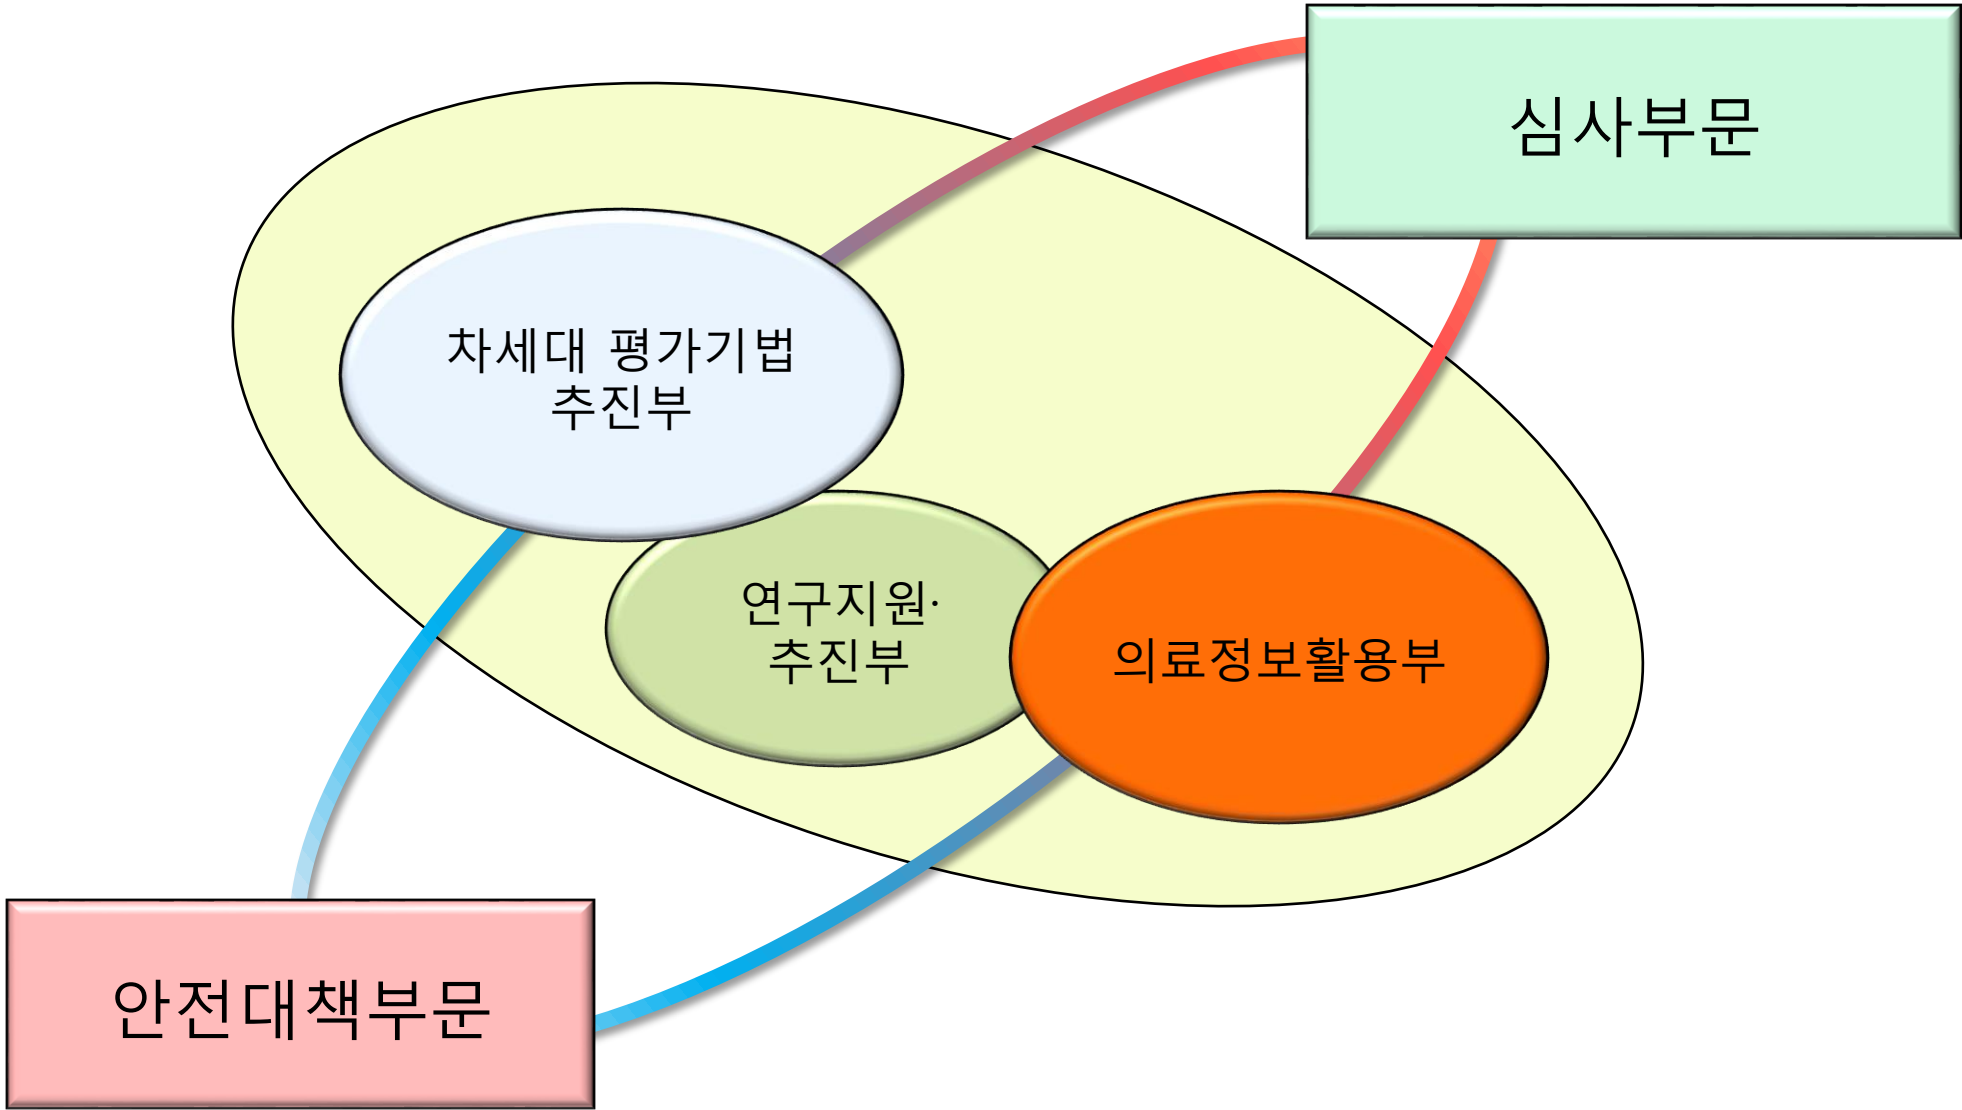 심사부문
차세대 평가기법
추진부
연구지원·
추진부
의료정보활용부
안전대책부문